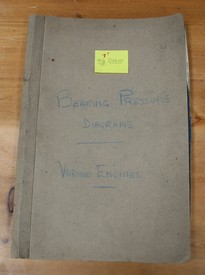 BEARING PRESSURE
DIAGRAMS
VARIOUS ENGINES